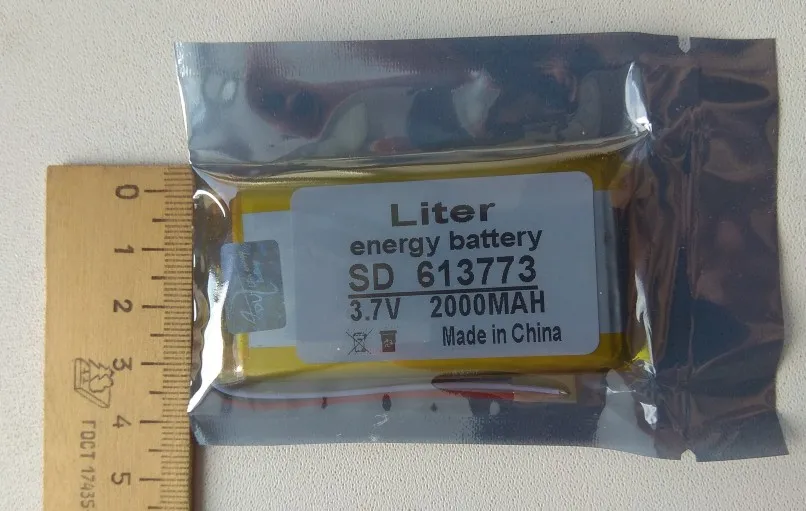 0
1
2
3
4
5
ГОСТ 17435
Liter
energy battery
SD 613773
3.7V 2000MAH
Made in China